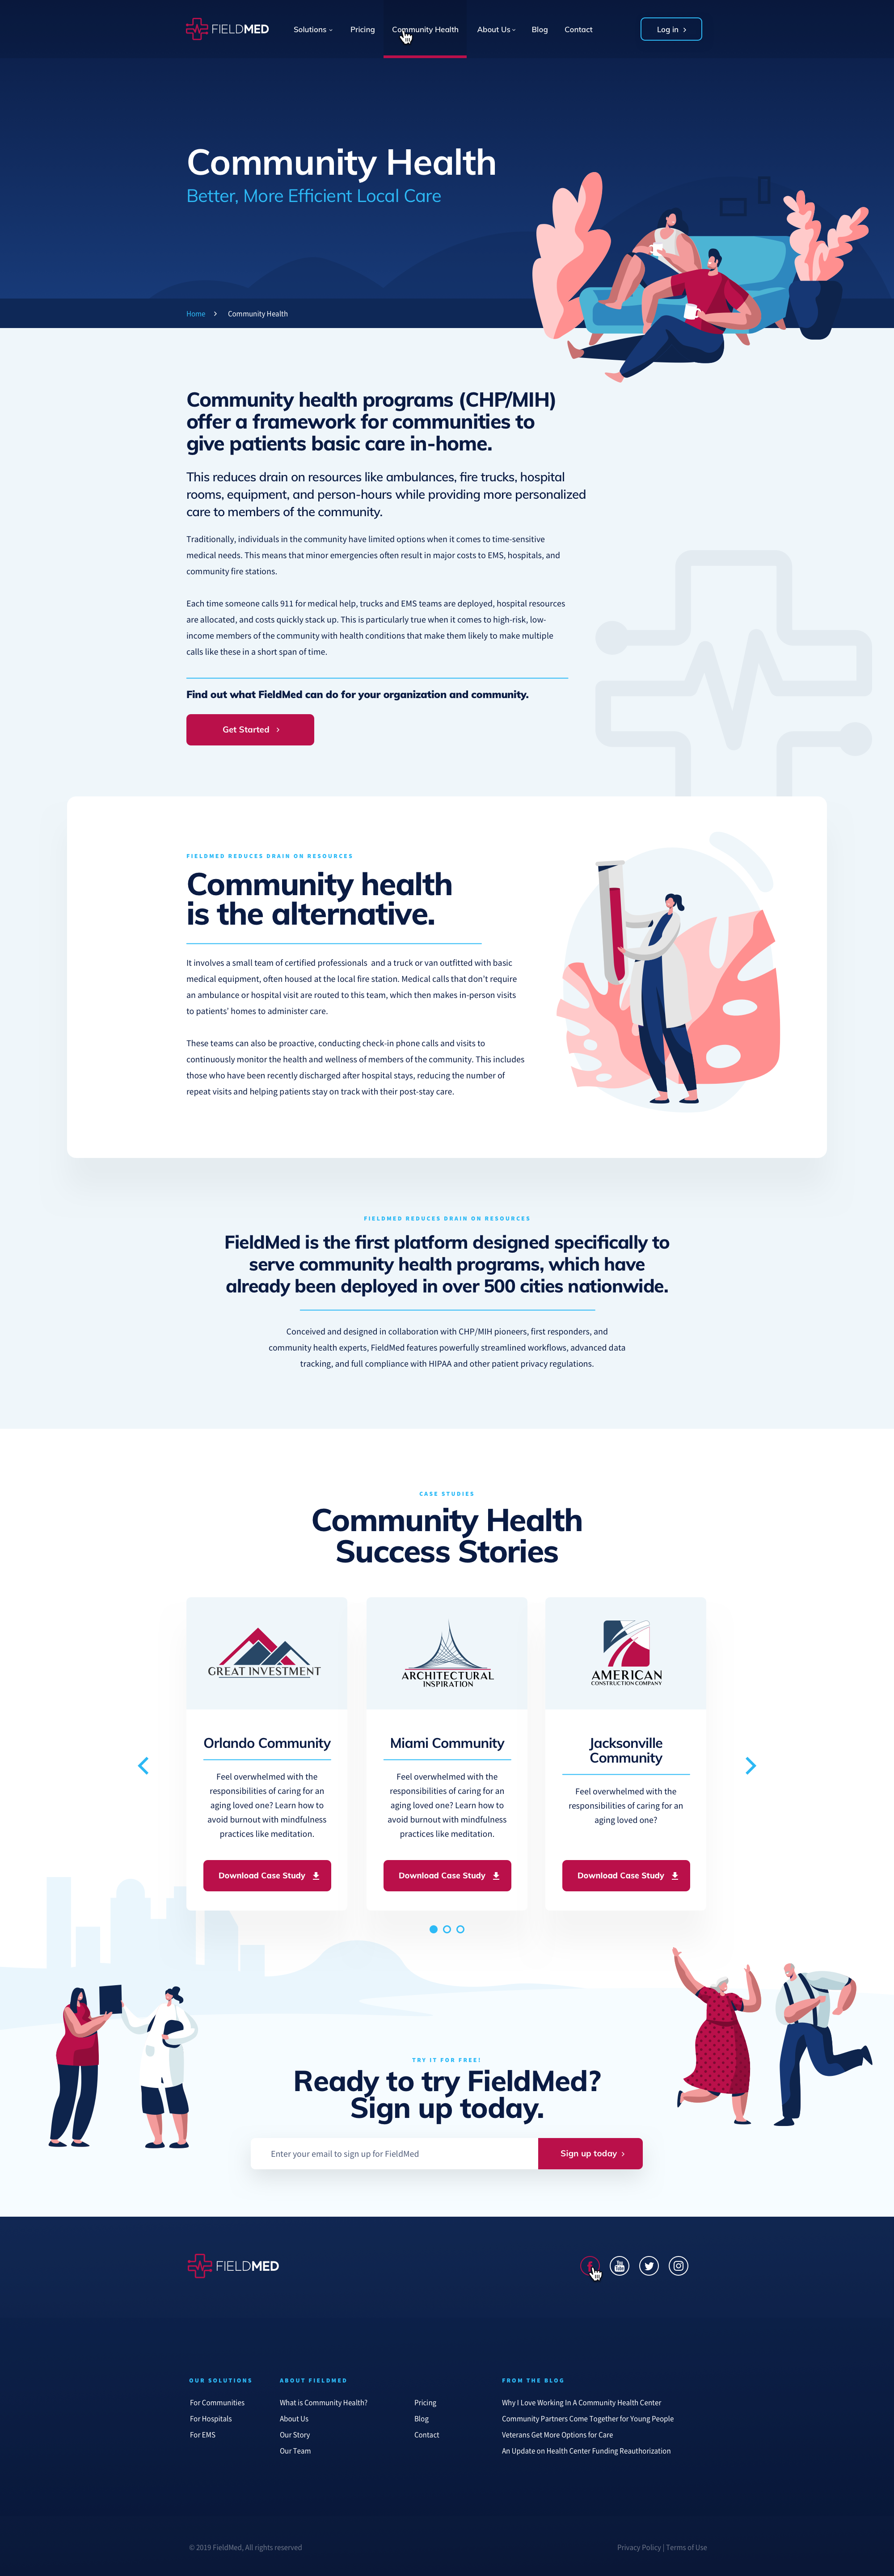 FIELDMED
Solutions
Pricing
Community Health
About Us
Blog
Contact
Log in
Community Health
Better, More Efficient Local Care
Home > Community Health
Community health programs (CHP/MIH)
offer a framework for communities to
give patients basic care in-home.
This reduces drain on resources like ambulances, fire trucks, hospital
rooms, equipment, and person-hours while providing more personalized
care to members of the community.
Traditionally, individuals in the community have limited options when it comes to time-sensitive
medical needs. This means that minor emergencies often result in major costs to EMS, hospitals, and
community fire stations.
Each time someone calls 911 for medical help, trucks and EMS teams are deployed, hospital resources
are allocated, and costs quickly stack up. This is particularly true when it comes to high-risk, low-
income members of the community with health conditions that make them likely to make multiple
calls like these in a short span of time.
Find out what FieldMed can do for your organization and community.
Get Started
FIELDMED REDUCES DRAIN ON RESOURCES
Community health
is the alternative.
It involves a small team of certified professionals and a truck or van outfitted with basic
medical equipment, often housed at the local fire station. Medical calls that don't require
an ambulance or hospital visit are routed to this team, which then makes in-person visits
to patients' homes to administer care.
These teams can also be proactive, conducting check-in phone calls and visits to
continuously monitor the health and wellness of members of the community. This includes
those who have been recently discharged after hospital stays, reducing the number of
repeat visits and helping patients stay on track with their post-stay care.
FIELDMED REDUCES DRAIN ON RESOURCES
FieldMed is the first platform designed specifically to
serve community health programs, which have
already been deployed in over 500 cities nationwide.
Conceived and designed in collaboration with CHP/MIH pioneers, first responders, and
community health experts, FieldMed features powerfully streamlined workflows, advanced data
tracking, and full compliance with HIPAA and other patient privacy regulations.
CASE STUDIES
Community Health
Success Stories
GREAT INVESTMENT
Orlando Community
Feel overwhelmed with the
responsibilities of caring for an
aging loved one? Learn how to
avoid burnout with mindfulness
practices like meditation.
Download Case Study
ARCHITECTURAL
INSPIRATION
Miami Community
Feel overwhelmed with the
responsibilities of caring for an
aging loved one? Learn how to
avoid burnout with mindfulness
practices like meditation.
Download Case Study
AMERICAN
CONSTRUCTION COMPANY
Jacksonville
Community
Feel overwhelmed with the
responsibilities of caring for an
aging loved one?
Download Case Study
TRY IT FOR FREE!
Ready to try FieldMed?
Sign up today.
Enter your email to sign up for FieldMed
Sign up today
FIELDMED
You
Tube
OUR SOLUTIONS
For Communities
For Hospitals
For EMS
ABOUT FIELDMED
What is Community Health?
About Us
Our Story
Our Team
Pricing
Blog
Contact
FROM THE BLOG
Why I Love Working In A Community Health Center
Community Partners Come Together for Young People
Veterans Get More Options for Care
An Update on Health Center Funding Reauthorization
© 2019 FieldMed, All rights reserved
Privacy Policy | Terms of Use